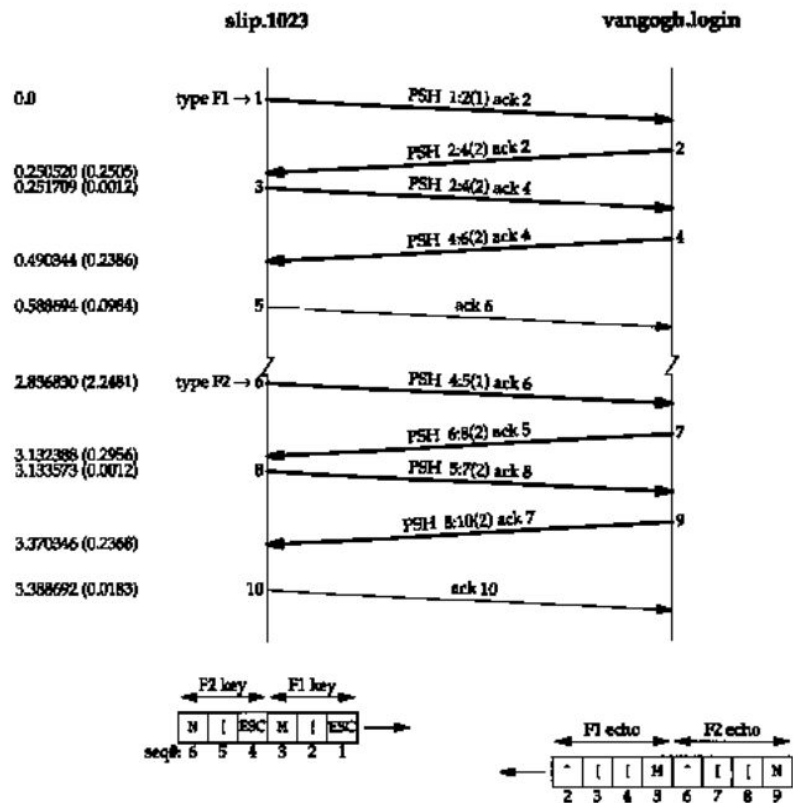 slip.1023 vangogh.login
0.0 type F1 → 1 PSH 1:2(1) ack 2
PSH 2:4(2) ack 2 2
0.250520 (0.2505)
0.251709 (0.0012) 3 PSH 2:4(2) ack 4
PSH 4:6(2) ack 4 4
0.490344 (0.2386)
0.588694 (0.0984) 5 ack 6
2.836830 (2.2481) type F2 → 6 PSH 4:5(1) ack 6
PSH 6:8(2) ack 5 7
3.132388 (0.2956)
3.133573 (0.0012) 8 PSH 5:7(2) ack 8
PSH 8:10(2) ack 7 9
3.370346 (0.2368)
3.388692 (0.0183) 10 ack 10
F2 key F1 key
N [ ESC M [ ESC
seq#: 6 5 4 3 2 1
F1 echo F2 echo
^ [ [ M ^ [ [ N
2 3 4 5 6 7 8 9